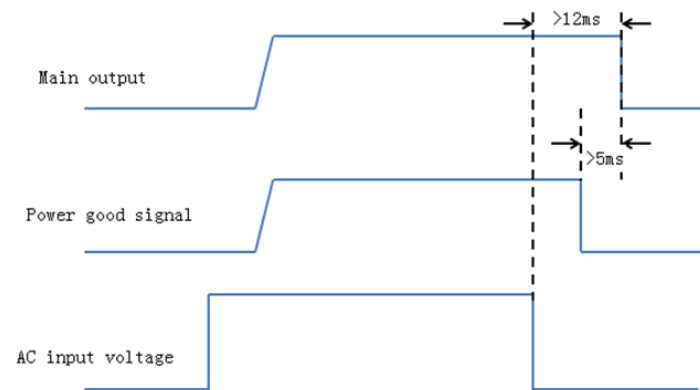 >12ms
Main output
>5ms
Power good signal
AC input voltage